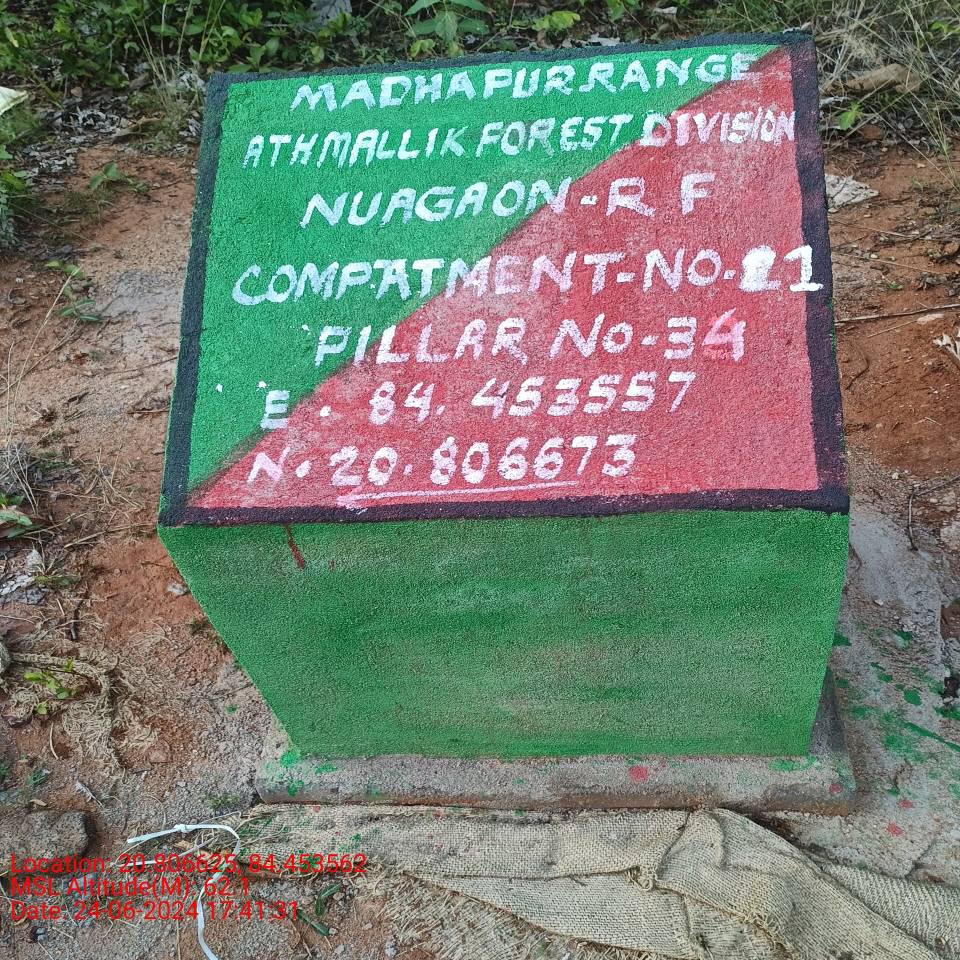 MADHAPUR RANGE
ATHMALLIK FOREST DIVISION
NUAGAON-R F
COMPATMENT-NO-21
PILLAR No-34
E. 84.453557
N. 20.806673
Location: 20.806625, 84.453562
MSL Altitude(M): 62.1
Date: 24-06-2024 17:41:31